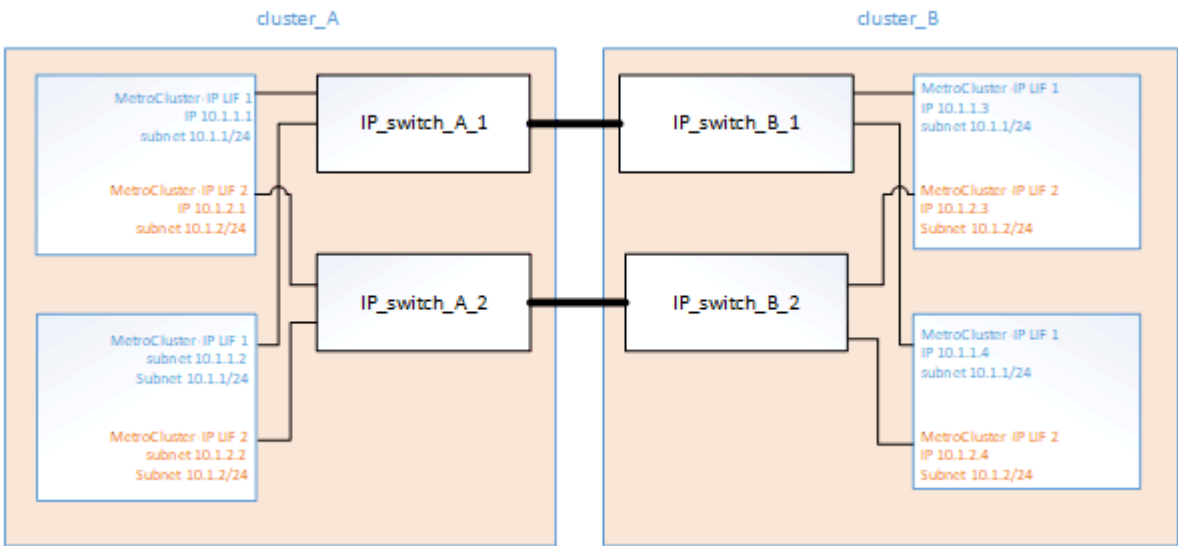 cluster_A
cluster_B
MetroCluster-IP LIF 1
IP 10.1.1.1
subnet 10.1.1/24
MetroCluster-IP LIF 2
IP 10.1.2.1
subnet 10.1.2/24
IP_switch_A_1
IP_switch_B_1
MetroCluster-IP LIF 1
IP 10.1.1.3
subnet 10.1.1/24
MetroCluster-IP LIF 2
IP 10.1.2.3
Subnet 10.1.2/24
IP_switch_A_2
IP_switch_B_2
MetroCluster-IP LIF 1
subnet 10.1.1.2
Subnet 10.1.1/24
MetroCluster-IP LIF 2
subnet 10.1.2.2
Subnet 10.1.2/24
MetroCluster-IP LIF 1
IP 10.1.1.4
subnet 10.1.1/24
MetroCluster-IP LIF 2
IP 10.1.2.4
Subnet 10.1.2/24